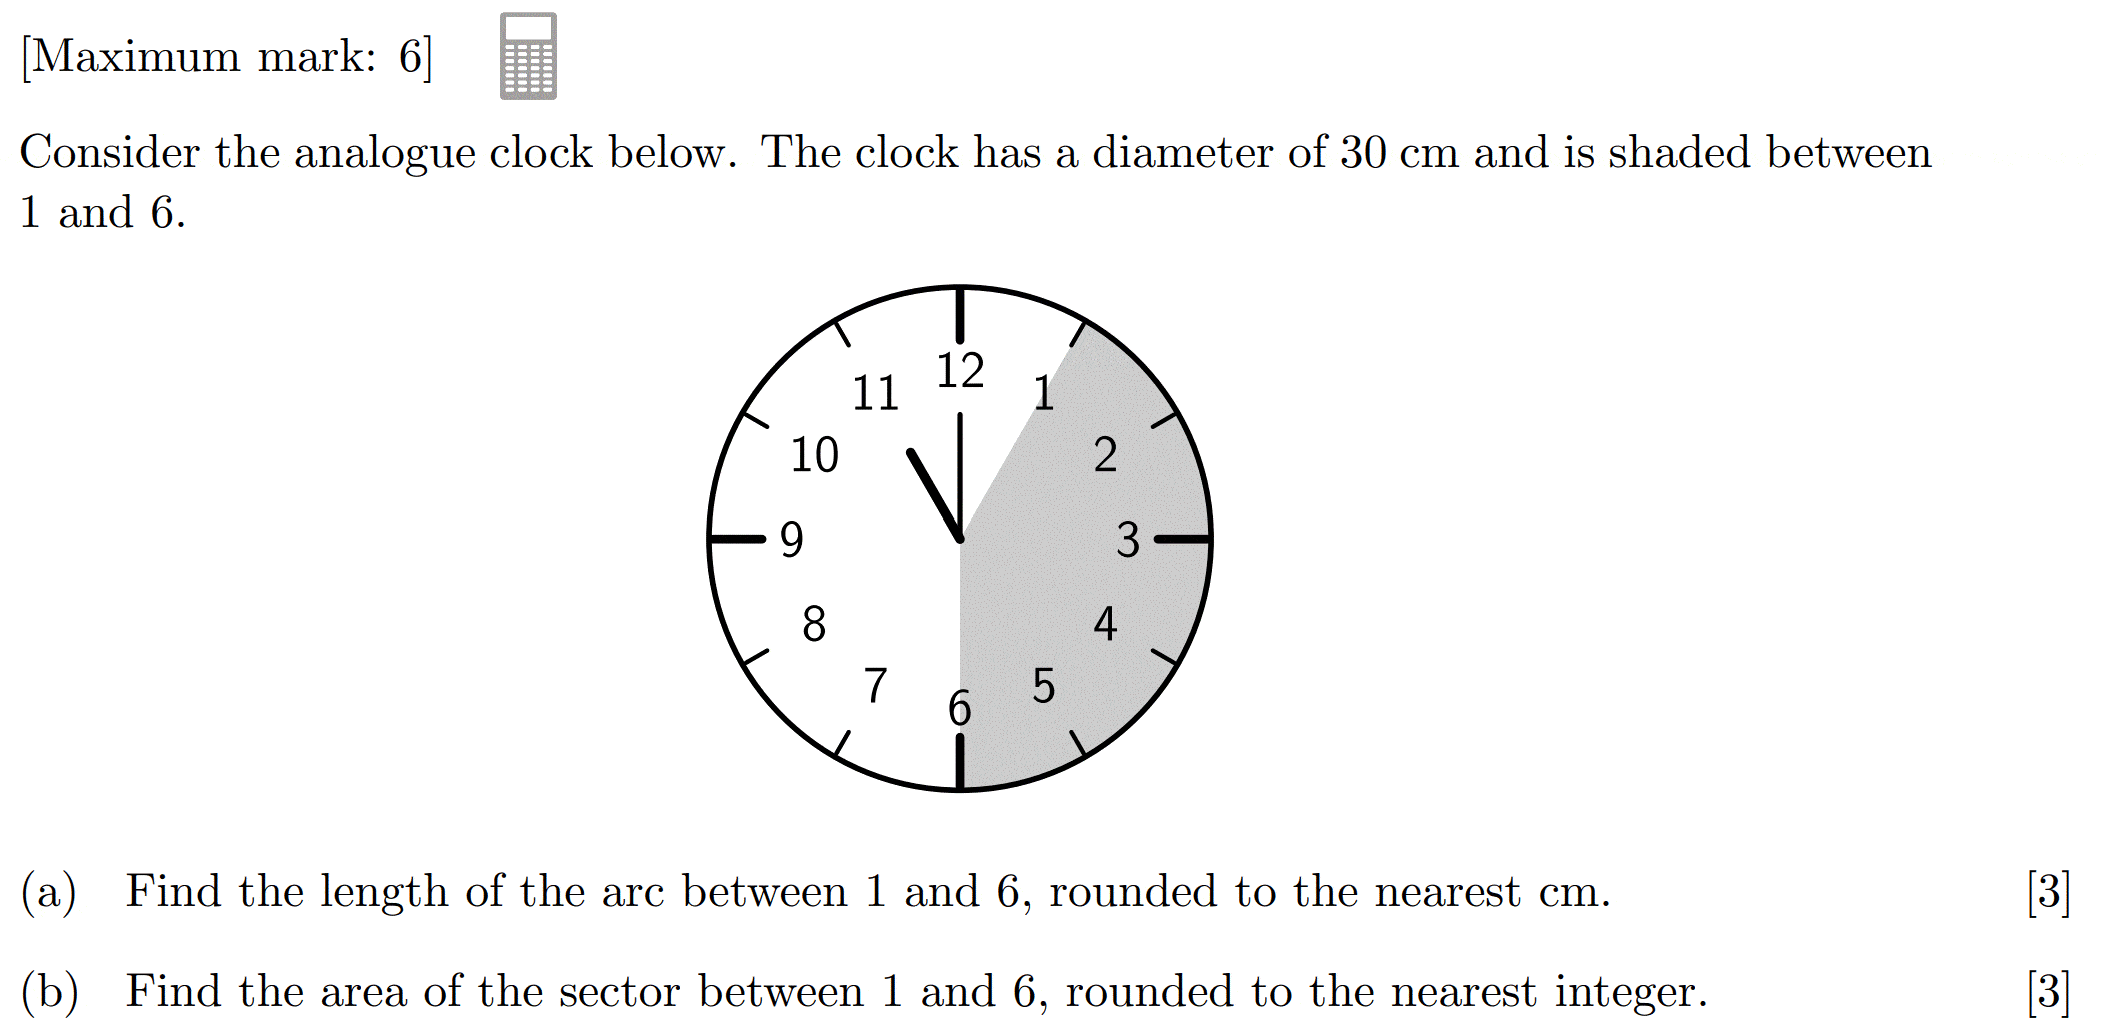 [Maximum mark: 6]
Consider the analogue clock below. The clock has a diameter of 30 cm and is shaded between
1 and 6.
12
11 1
10 2
9 3
8 4
7 5
6
(a) Find the length of the arc between 1 and 6, rounded to the nearest cm. [3]
(b) Find the area of the sector between 1 and 6, rounded to the nearest integer. [3]